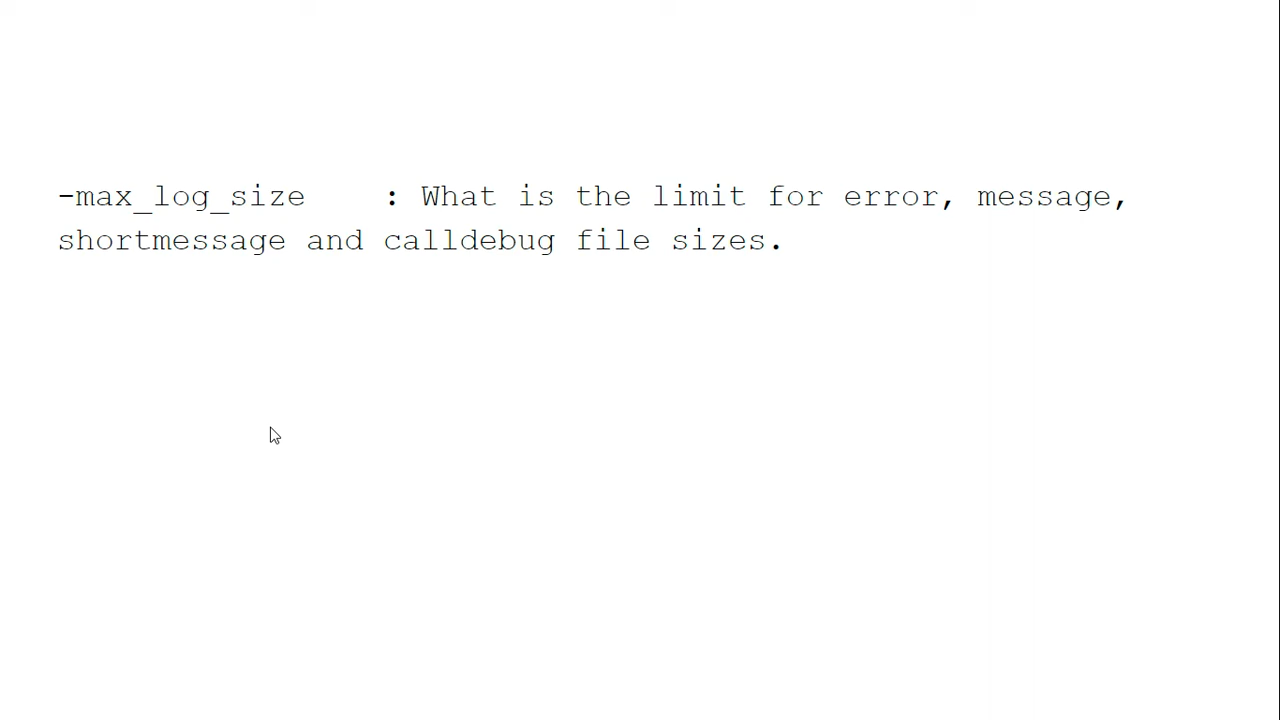 -max_log_size    : What is the limit for error, message,
shortmessage and calldebug file sizes.